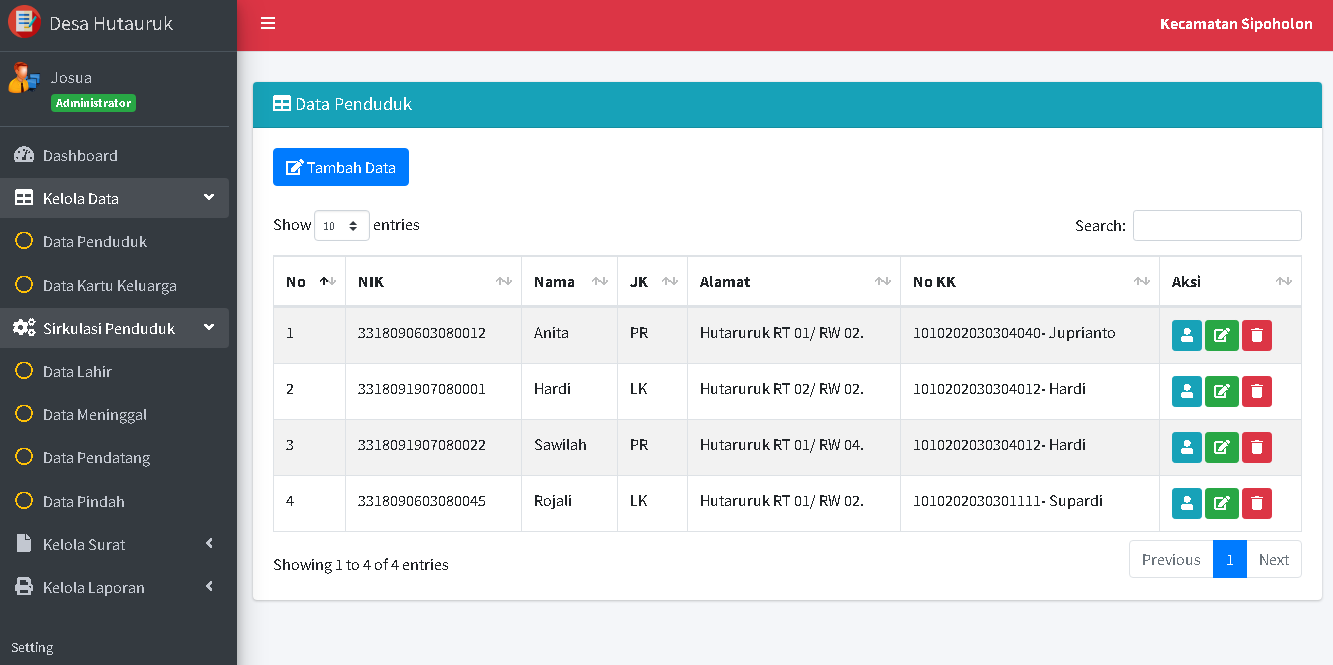 Desa Hutauruk
Kecamatan Sipoholon
Josua
Administrator
Dashboard
Kelola Data
Data Penduduk
Data Kartu Keluarga
Sirkulasi Penduduk
Data Lahir
Data Meninggal
Data Pendatang
Data Pindah
Kelola Surat
Kelola Laporan
Setting
Data Penduduk
Tambah Data
Show 10 entries
Search:
No NIK Nama JK Alamat No KK Aksi
1 3318090603080012 Anita PR Hutaruruk RT 01/ RW 02. 1010202030304040- Juprianto
2 3318091907080001 Hardi LK Hutaruruk RT 02/ RW 02. 1010202030304012- Hardi
3 3318091907080022 Sawilah PR Hutaruruk RT 01/ RW 04. 1010202030304012- Hardi
4 3318090603080045 Rojali LK Hutaruruk RT 01/ RW 02. 1010202030301111- Supardi
Showing 1 to 4 of 4 entries
Previous 1 Next